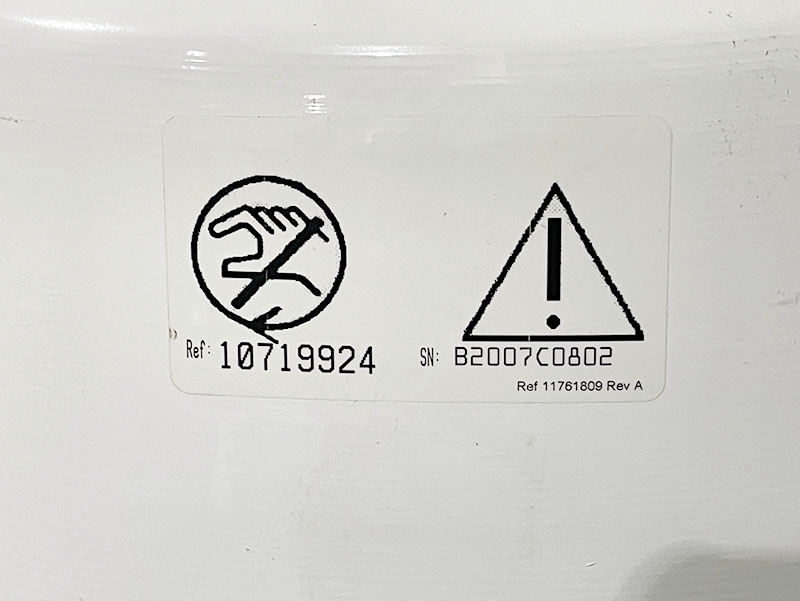 Ref: 10719924
SN: B2007C0802
Ref 11761809 Rev A